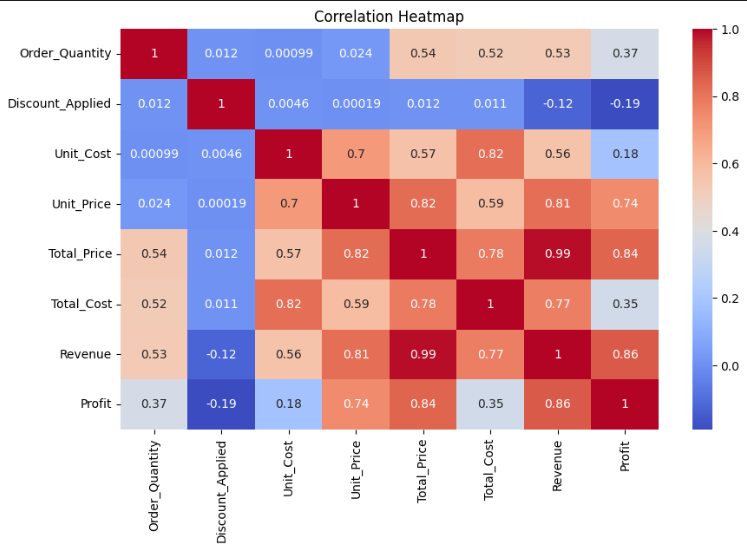 Correlation Heatmap
Order_Quantity 1 0.012 0.00099 0.024 0.54 0.52 0.53 0.37
Discount_Applied 0.012 1 0.0046 0.00019 0.012 0.011 -0.12 -0.19
Unit_Cost 0.00099 0.0046 1 0.7 0.57 0.82 0.56 0.18
Unit_Price 0.024 0.00019 0.7 1 0.82 0.59 0.81 0.74
Total_Price 0.54 0.012 0.57 0.82 1 0.78 0.99 0.84
Total_Cost 0.52 0.011 0.82 0.59 0.78 1 0.77 0.35
Revenue 0.53 -0.12 0.56 0.81 0.99 0.77 1 0.86
Profit 0.37 -0.19 0.18 0.74 0.84 0.35 0.86 1
Order_Quantity
Discount_Applied
Unit_Cost
Unit_Price
Total_Price
Total_Cost
Revenue
Profit
1.0
0.8
0.6
0.4
0.2
0.0